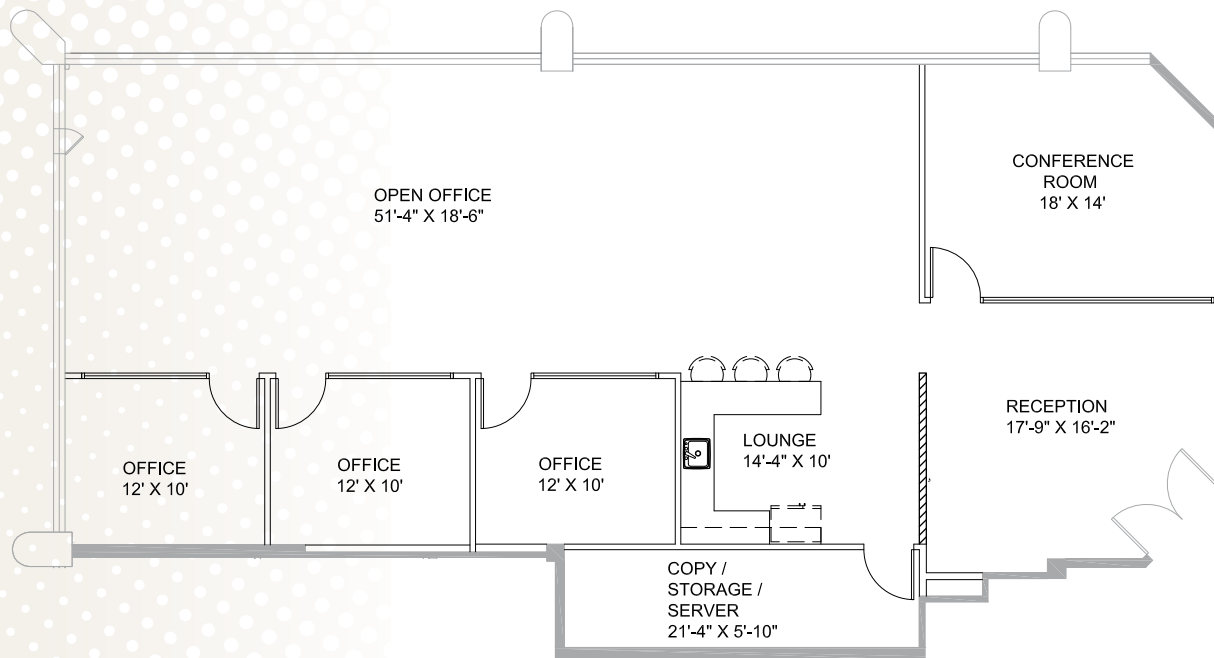 OPEN OFFICE
51'-4" X 18'-6"
CONFERENCE
ROOM
18' X 14'
RECEPTION
17'-9" X 16'-2"
LOUNGE
14'-4" X 10'
OFFICE
12' X 10'
OFFICE
12' X 10'
OFFICE
12' X 10'
COPY /
STORAGE /
SERVER
21'-4" X 5'-10"